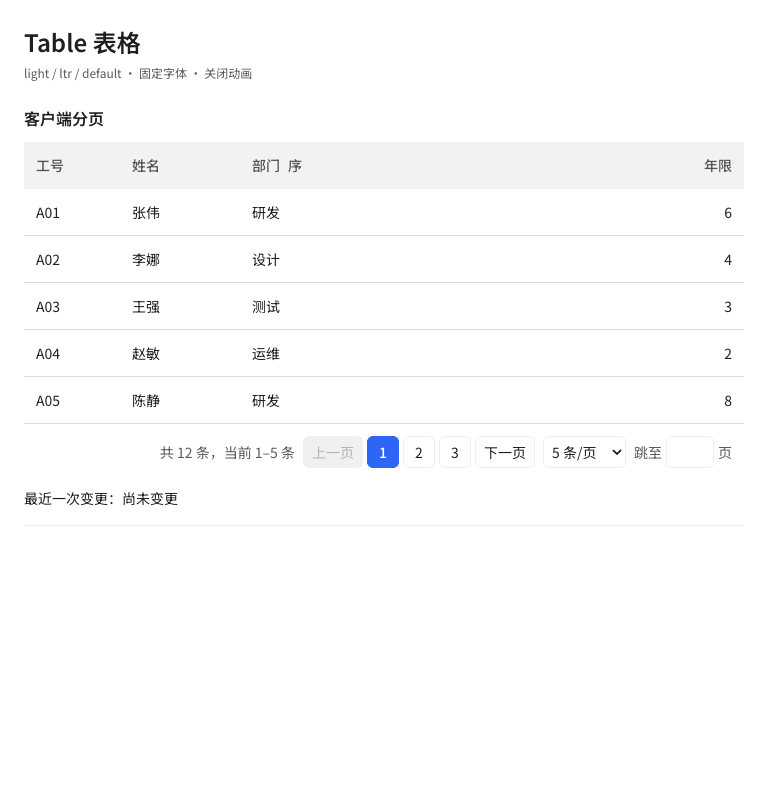 Table 表格
light / ltr / default ・ 固定字体 ・ 关闭动画
客户端分页
工号 姓名 部门 序 年限
A01 张伟 研发 6
A02 李娜 设计 4
A03 王强 测试 3
A04 赵敏 运维 2
A05 陈静 研发 8
共 12 条，当前 1–5 条 上一页 1 2 3 下一页 5 条/页 跳至 页
最近一次变更：尚未变更